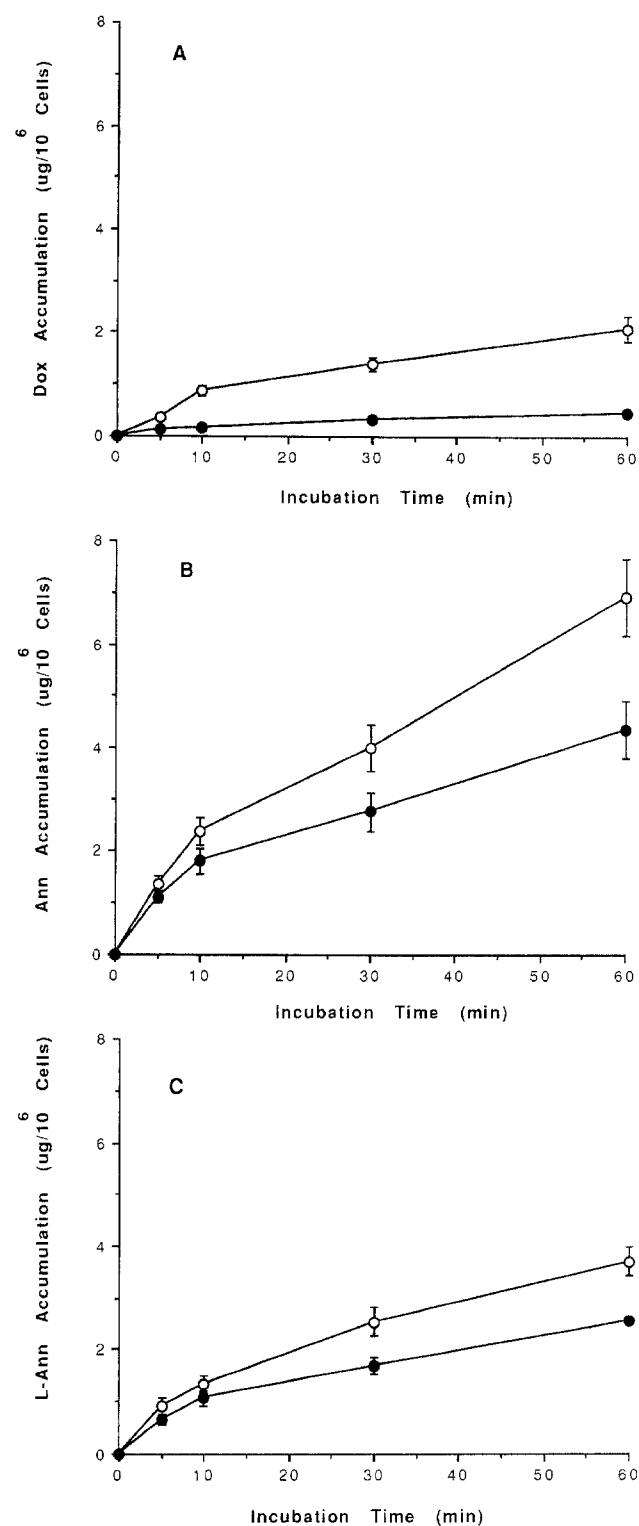 A
Dox Accumulation (ug/10 6 Cells)
8
6
4
2
0
0 10 20 30 40 50 60
Incubation Time (min)
B
Ann Accumulation (ug/10 6 Cells)
8
6
4
2
0
0 10 20 30 40 50 60
Incubation Time (min)
C
L-Ann Accumulation (ug/10 6 Cells)
8
6
4
2
0
0 10 20 30 40 50 60
Incubation Time (min)